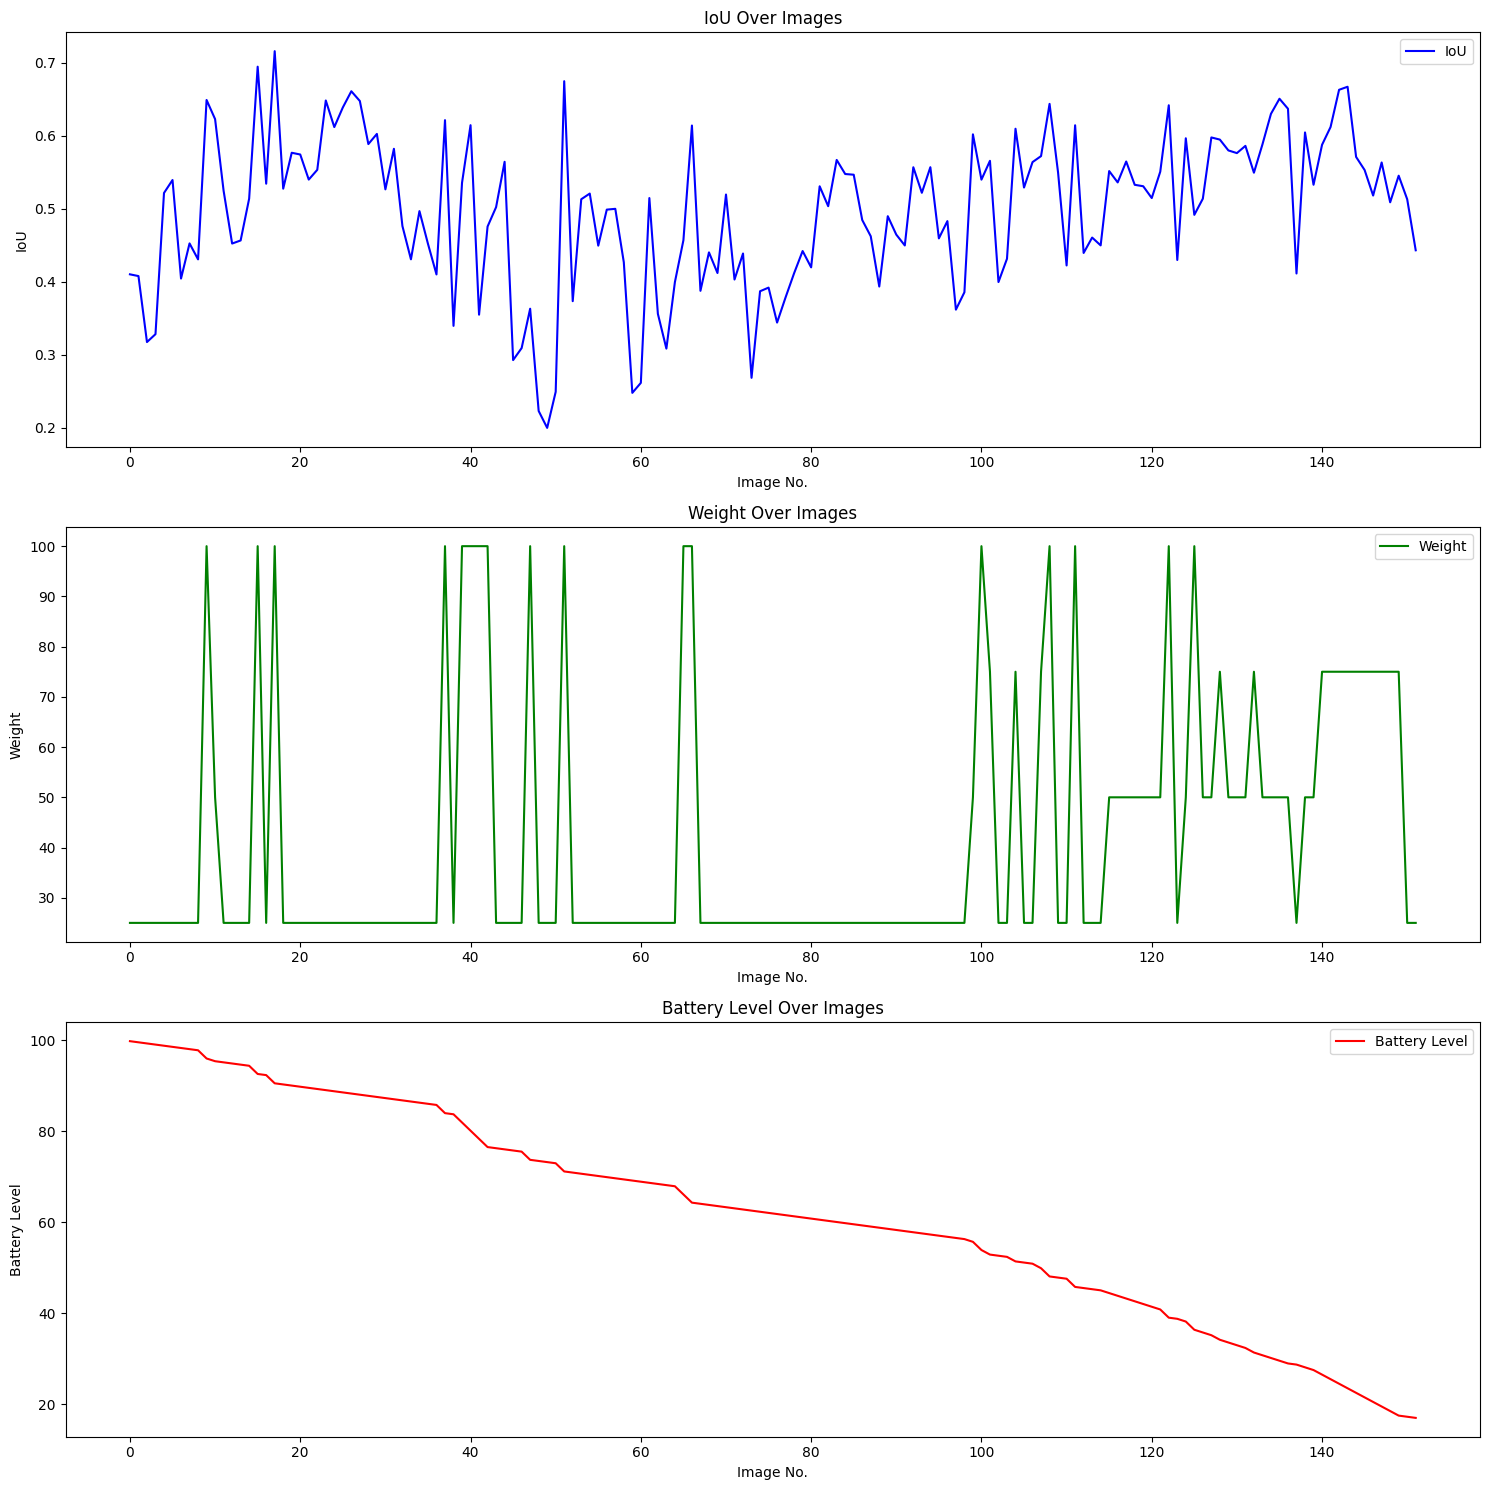 IoU Over Images
IoU
0.7
0.6
0.5
0.4
0.3
0.2
IoU
0 20 40 60 80 100 120 140
Image No.
Weight Over Images
Weight
100
90
80
70
60
50
40
30
Weight
0 20 40 60 80 100 120 140
Image No.
Battery Level Over Images
Battery Level
100
80
60
40
20
Battery Level
0 20 40 60 80 100 120 140
Image No.